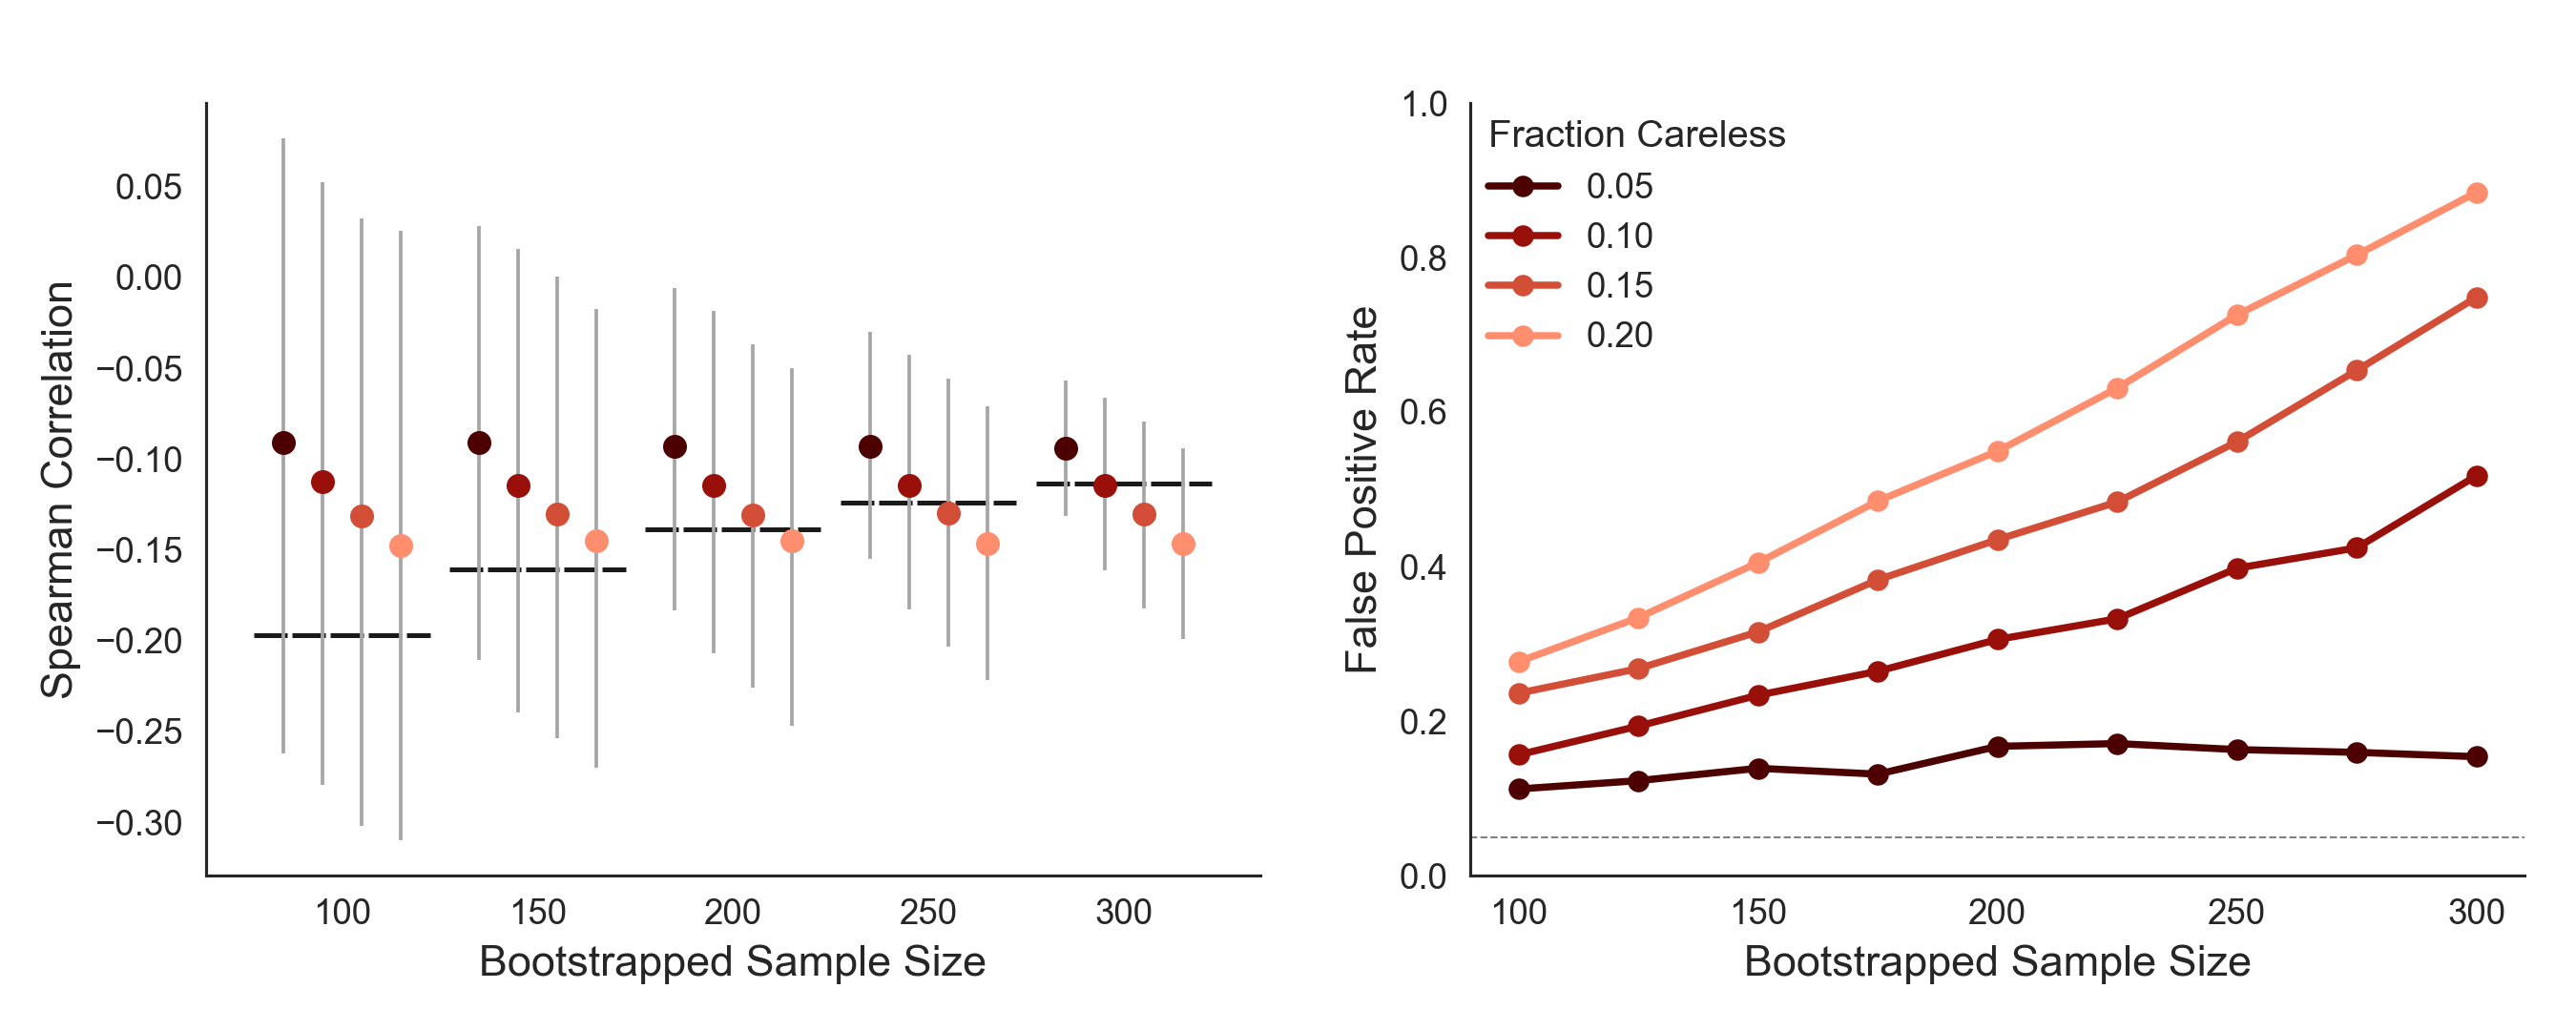 Spearman Correlation
0.05
0.00
−0.05
−0.10
−0.15
−0.20
−0.25
−0.30
100 150 200 250 300
Bootstrapped Sample Size
False Positive Rate
1.0
0.8
0.6
0.4
0.2
0.0
Fraction Careless
0.05
0.10
0.15
0.20
100 150 200 250 300
Bootstrapped Sample Size